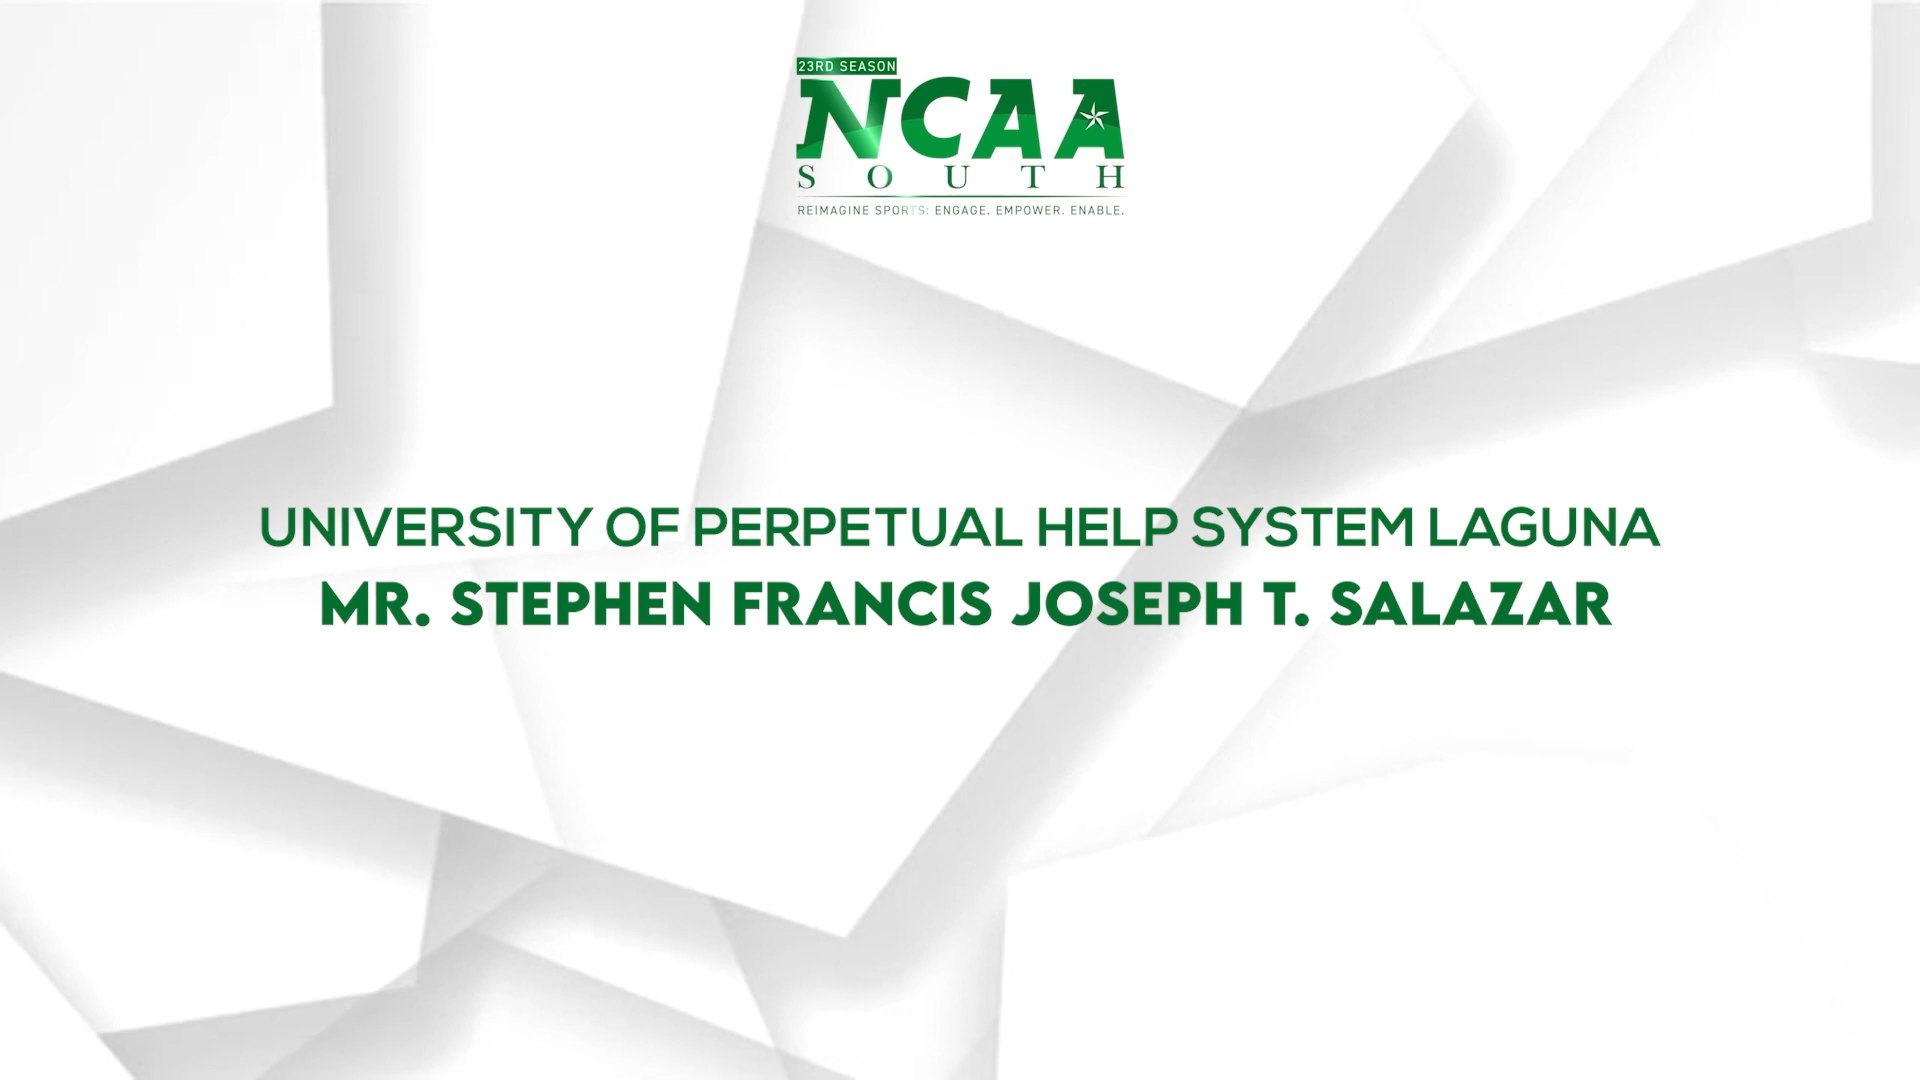 23RD SEASON
NCAA
SOUTH
REIMAGINE SPORTS: ENGAGE. EMPOWER. ENABLE.
UNIVERSITY OF PERPETUAL HELP SYSTEM LAGUNA
MR. STEPHEN FRANCIS JOSEPH T. SALAZAR